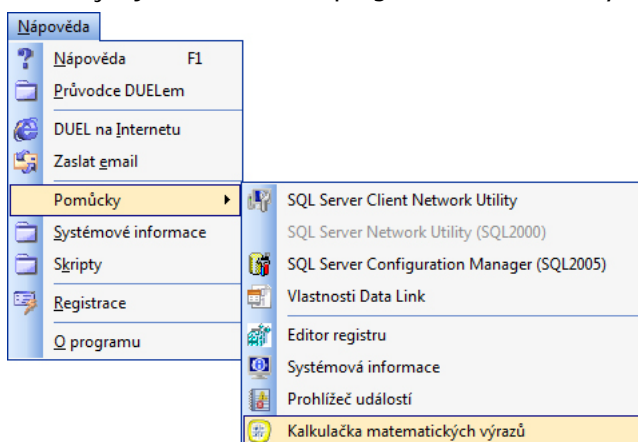 Nápověda
Nápověda F1
Průvodce DUELem
DUEL na Internetu
Zaslat email
Pomůcky
Systémové informace
Skripty
Registrace
O programu
SQL Server Client Network Utility
SQL Server Network Utility (SQL2000)
SQL Server Configuration Manager (SQL2005)
Vlastnosti Data Link
Editor registru
Systémová informace
Prohlížeč událostí
Kalkulačka matematických výrazů